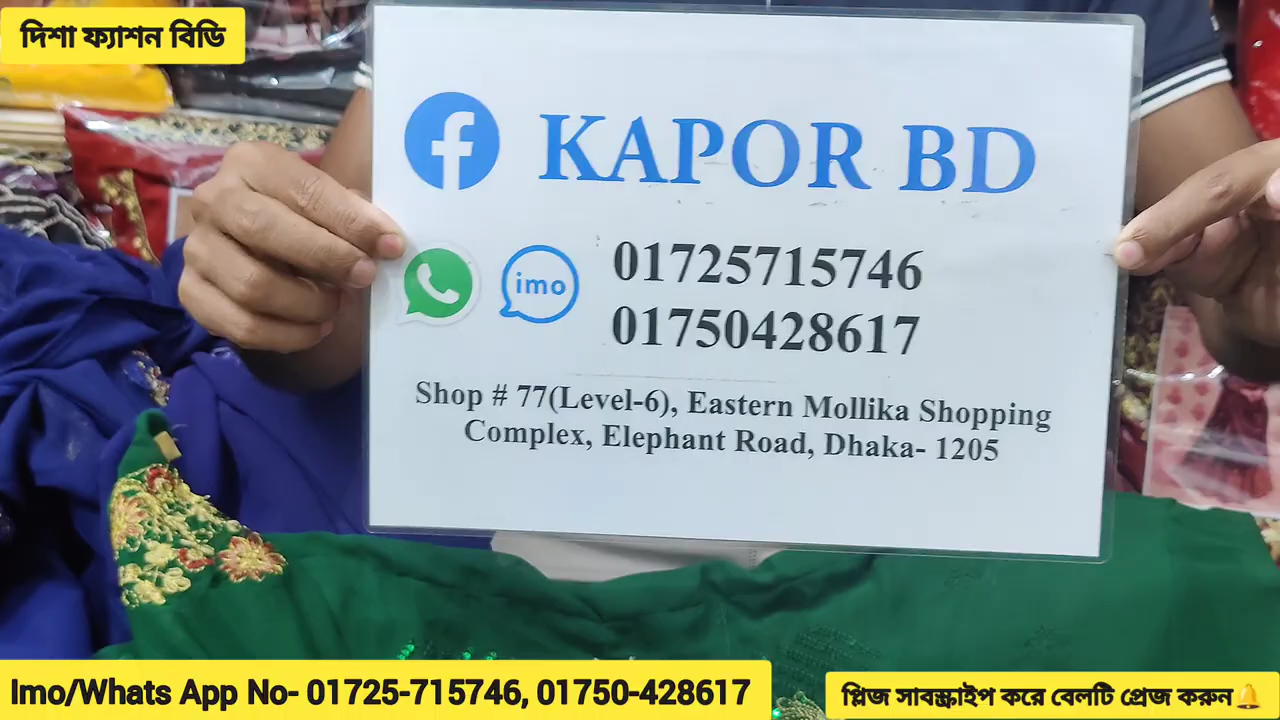 দিশা ফ্যাশন বিডি
KAPOR BD
imo
01725715746
01750428617
Shop # 77(Level-6), Eastern Mollika Shopping
Complex, Elephant Road, Dhaka- 1205
Imo/Whats App No- 01725-715746, 01750-428617
প্লিজ সাবস্ক্রাইপ করে বেলটি প্রেজ করুন🔔